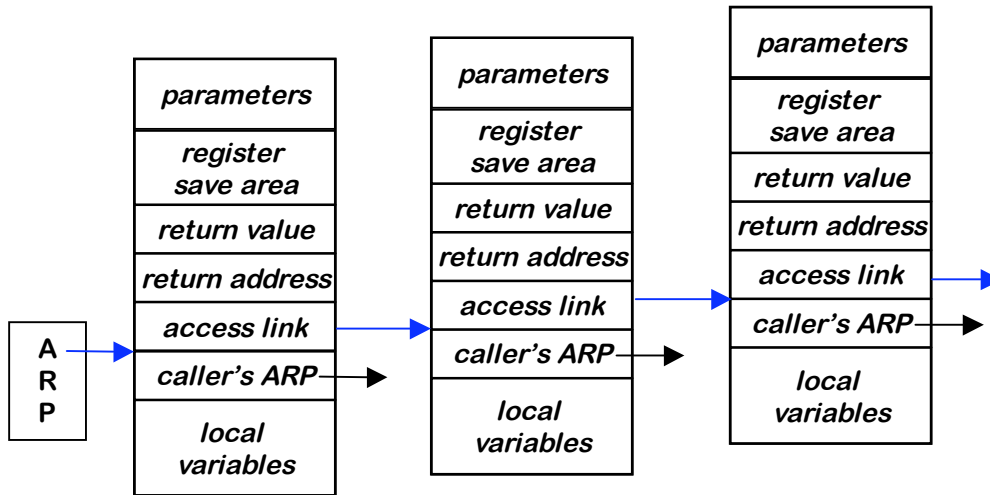 A
R
P
parameters
register
save area
return value
return address
access link
caller's ARP
local
variables
parameters
register
save area
return value
return address
access link
caller's ARP
local
variables
parameters
register
save area
return value
return address
access link
caller's ARP
local
variables